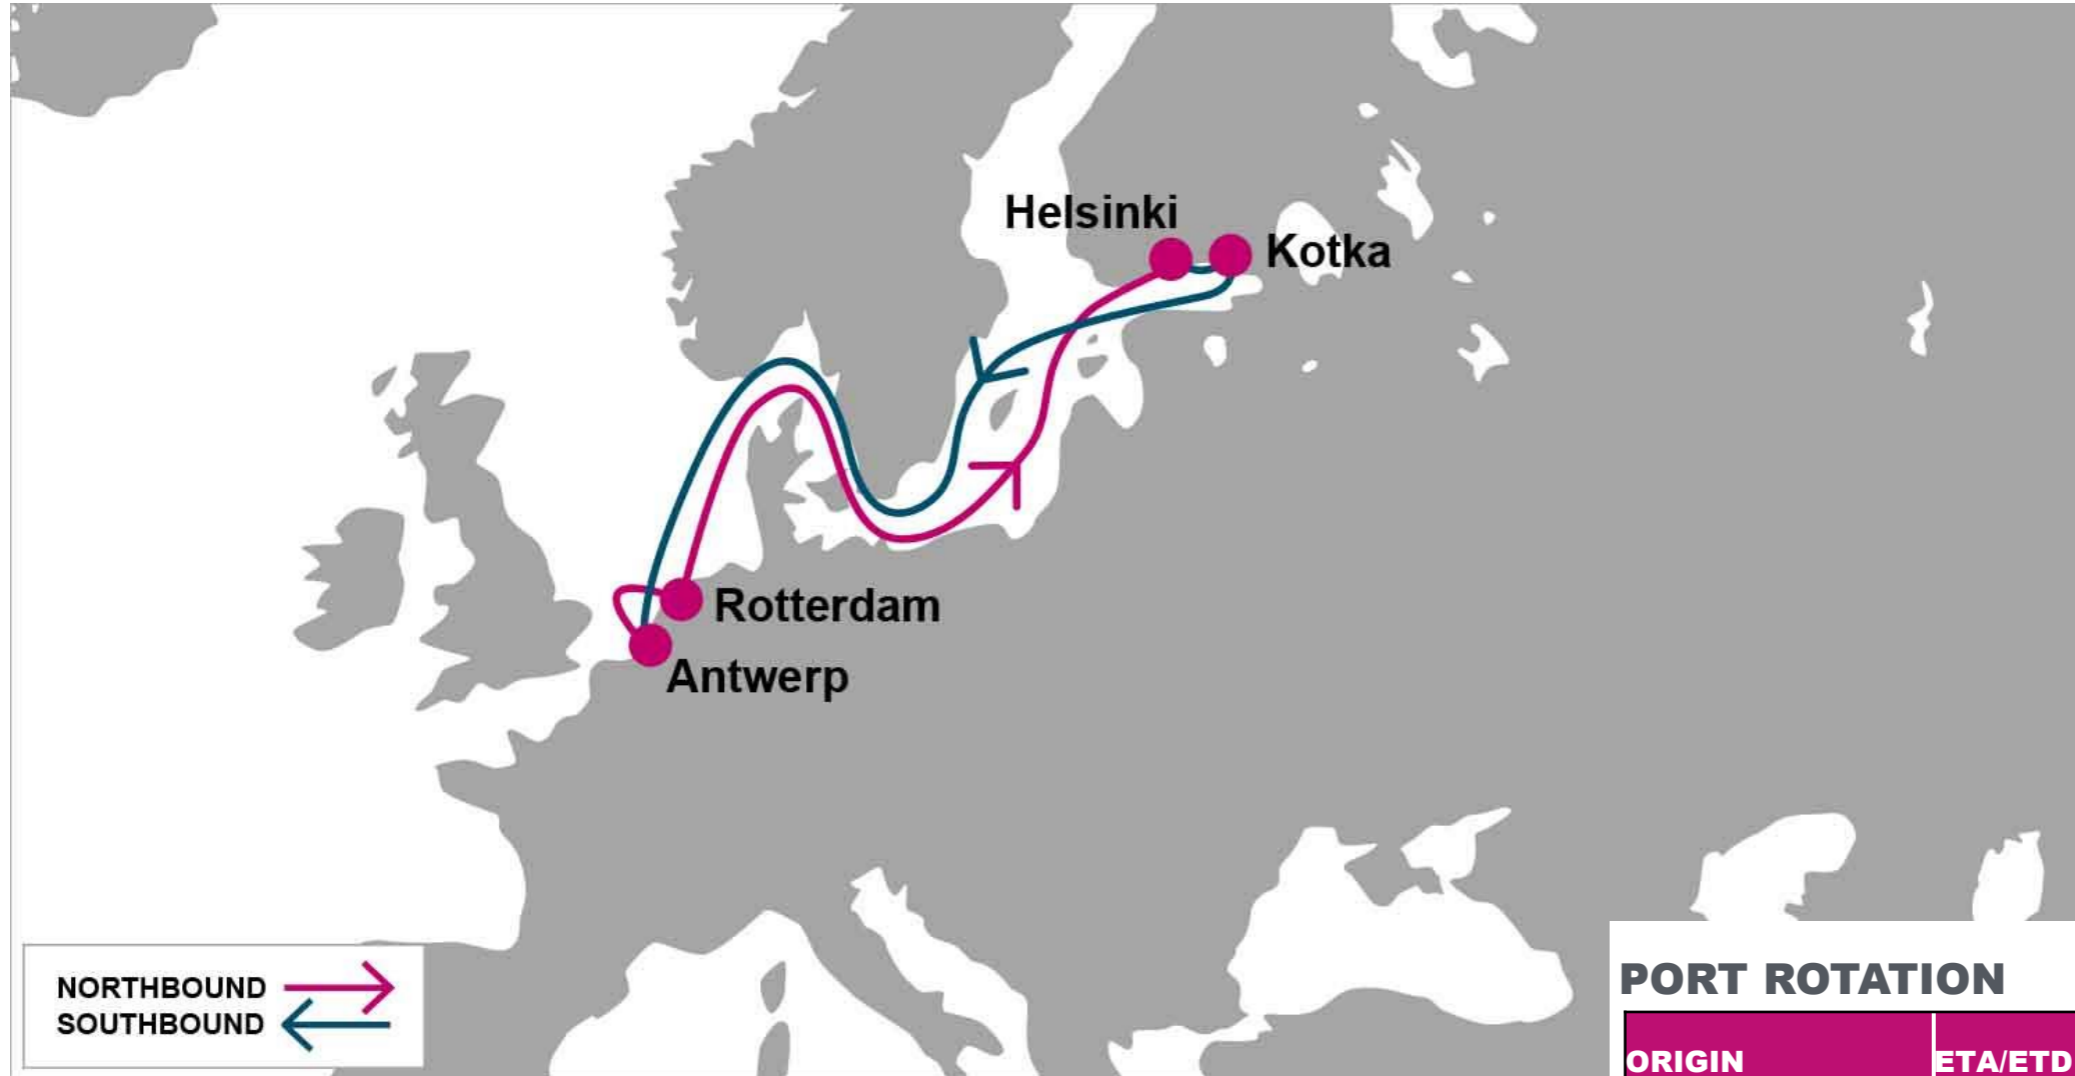 Helsinki
Kotka
Rotterdam
Antwerp
NORTHBOUND
SOUTHBOUND
PORT ROTATION
ORIGIN ETA/ETD